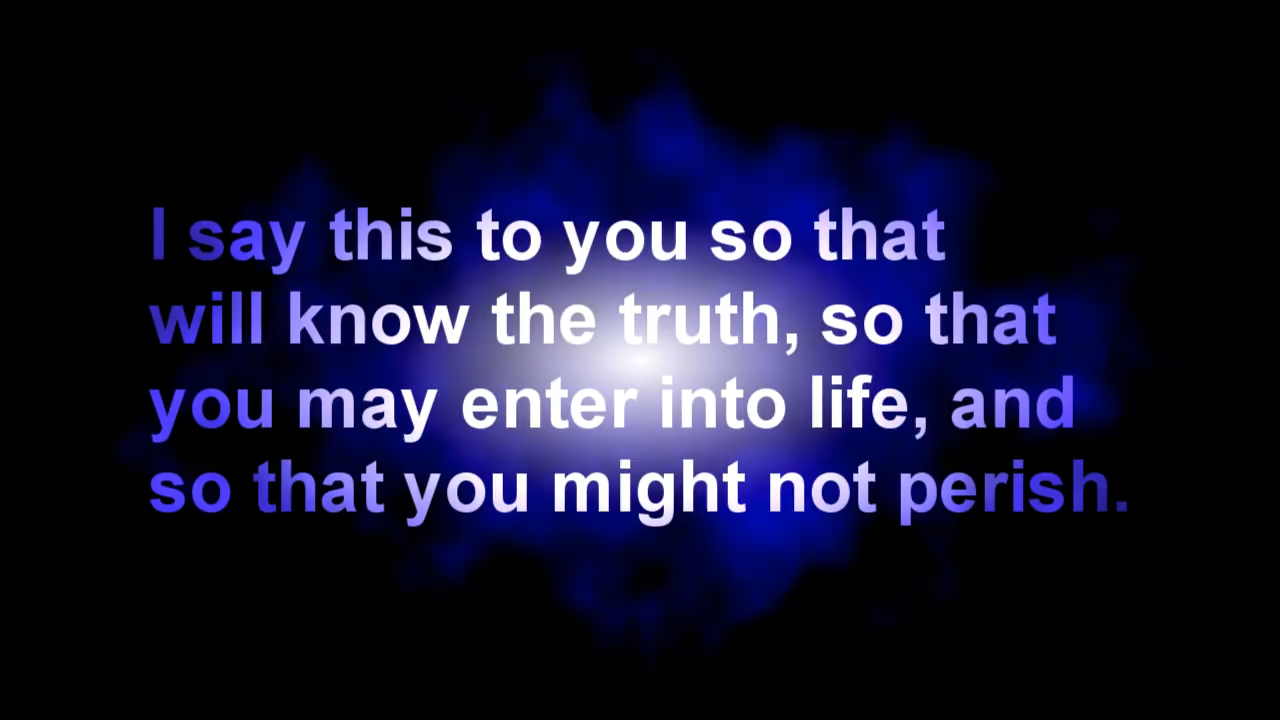 I say this to you so that
will know the truth, so that
you may enter into life, and
so that you might not perish.